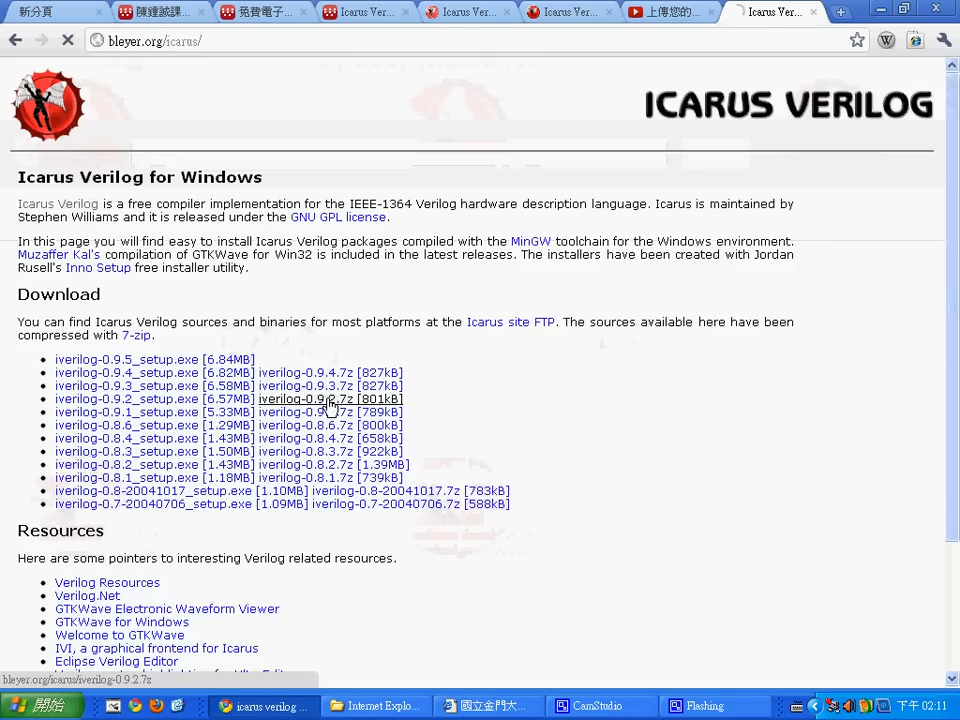 新分頁
陳鍾誠課...
免費電子...
Icarus Ver...
Icarus Ver...
Icarus Ver...
上傳您的...
Icarus Ver...
bleyer.org/icarus/
ICARUS VERILOG
Icarus Verilog for Windows
Icarus Verilog is a free compiler implementation for the IEEE-1364 Verilog hardware description language. Icarus is maintained by
Stephen Williams and it is released under the GNU GPL license.
In this page you will find easy to install Icarus Verilog packages compiled with the MinGW toolchain for the Windows environment.
Muzaffer Kal's compilation of GTKWave for Win32 is included in the latest releases. The installers have been created with Jordan
Rusell's Inno Setup free installer utility.
Download
You can find Icarus Verilog sources and binaries for most platforms at the Icarus site FTP. The sources available here have been
compressed with 7-zip.
iverilog-0.9.5_setup.exe [6.84MB]
iverilog-0.9.4_setup.exe [6.82MB] iverilog-0.9.4.7z [827kB]
iverilog-0.9.3_setup.exe [6.58MB] iverilog-0.9.3.7z [827kB]
iverilog-0.9.2_setup.exe [6.57MB] iverilog-0.9.2.7z [801kB]
iverilog-0.9.1_setup.exe [5.33MB] iverilog-0.9.1.7z [789kB]
iverilog-0.8.6_setup.exe [1.29MB] iverilog-0.8.6.7z [800kB]
iverilog-0.8.4_setup.exe [1.43MB] iverilog-0.8.4.7z [658kB]
iverilog-0.8.3_setup.exe [1.50MB] iverilog-0.8.3.7z [922kB]
iverilog-0.8.2_setup.exe [1.43MB] iverilog-0.8.2.7z [1.39MB]
iverilog-0.8.1_setup.exe [1.18MB] iverilog-0.8.1.7z [739kB]
iverilog-0.8-20041017_setup.exe [1.10MB] iverilog-0.8-20041017.7z [783kB]
iverilog-0.7-20040706_setup.exe [1.09MB] iverilog-0.7-20040706.7z [588kB]
Resources
Here are some pointers to interesting Verilog related resources.
Verilog Resources
Verilog.Net
GTKWave Electronic Waveform Viewer
GTKWave for Windows
Welcome to GTKWave
IVI, a graphical frontend for Icarus
Eclipse Verilog Editor
bleyer.org/icarus/iverilog-0.9.2.7z
開始
icarus verilog ...
Internet Explo...
國立金門大...
CamStudio
Flashing
下午 02:11